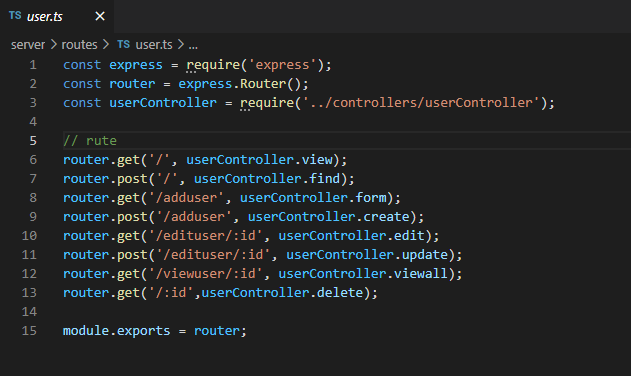 TS user.ts ×
server > routes > TS user.ts > ...
1 const express = require('express');
2 const router = express.Router();
3 const userController = require('../controllers/userController');
4
5 // rute
6 router.get('/', userController.view);
7 router.post('/', userController.find);
8 router.get('/adduser', userController.form);
9 router.post('/adduser', userController.create);
10 router.get('/edituser/:id', userController.edit);
11 router.post('/edituser/:id', userController.update);
12 router.get('/viewuser/:id', userController.viewall);
13 router.get('/:id',userController.delete);
14
15 module.exports = router;